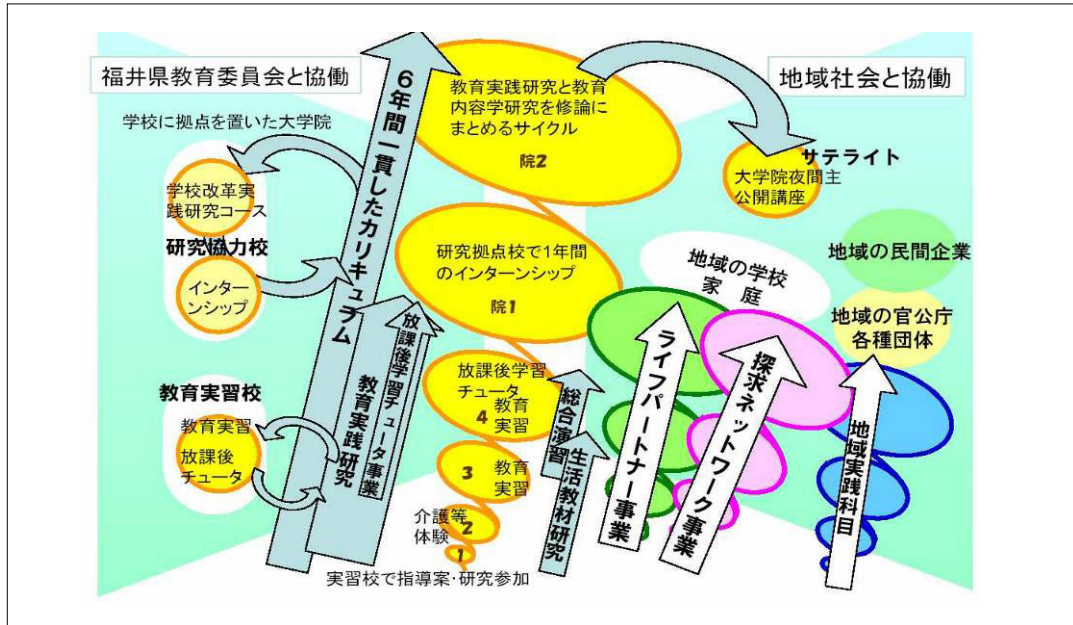 福井県教育委員会と協働
学校に拠点を置いた大学院
学校改革実
践研究コース
研究協力校
インター
ンシップ
教育実習校
教育実習
放課後
チュータ
6年間一貫したカリキュラム
放課後学習チュータ事業
教育実践研究
教育実践研究と教育
内容学研究を修論に
まとめるサイクル
院2
研究拠点校で1年間
のインターンシップ
院1
放課後学習
チュータ
4 教育
実習
3 教育
実習
介護等
体験
2
1
実習校で指導案・研究参加
総合演習
生活教材研究
地域社会と協働
サテライト
大学院夜間主
公開講座
地域の学校
家 庭
地域の民間企業
地域の官公庁
各種団体
ライフパートナー事業
探求ネットワーク事業
地域実践科目